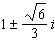 1 ± √6/3 i